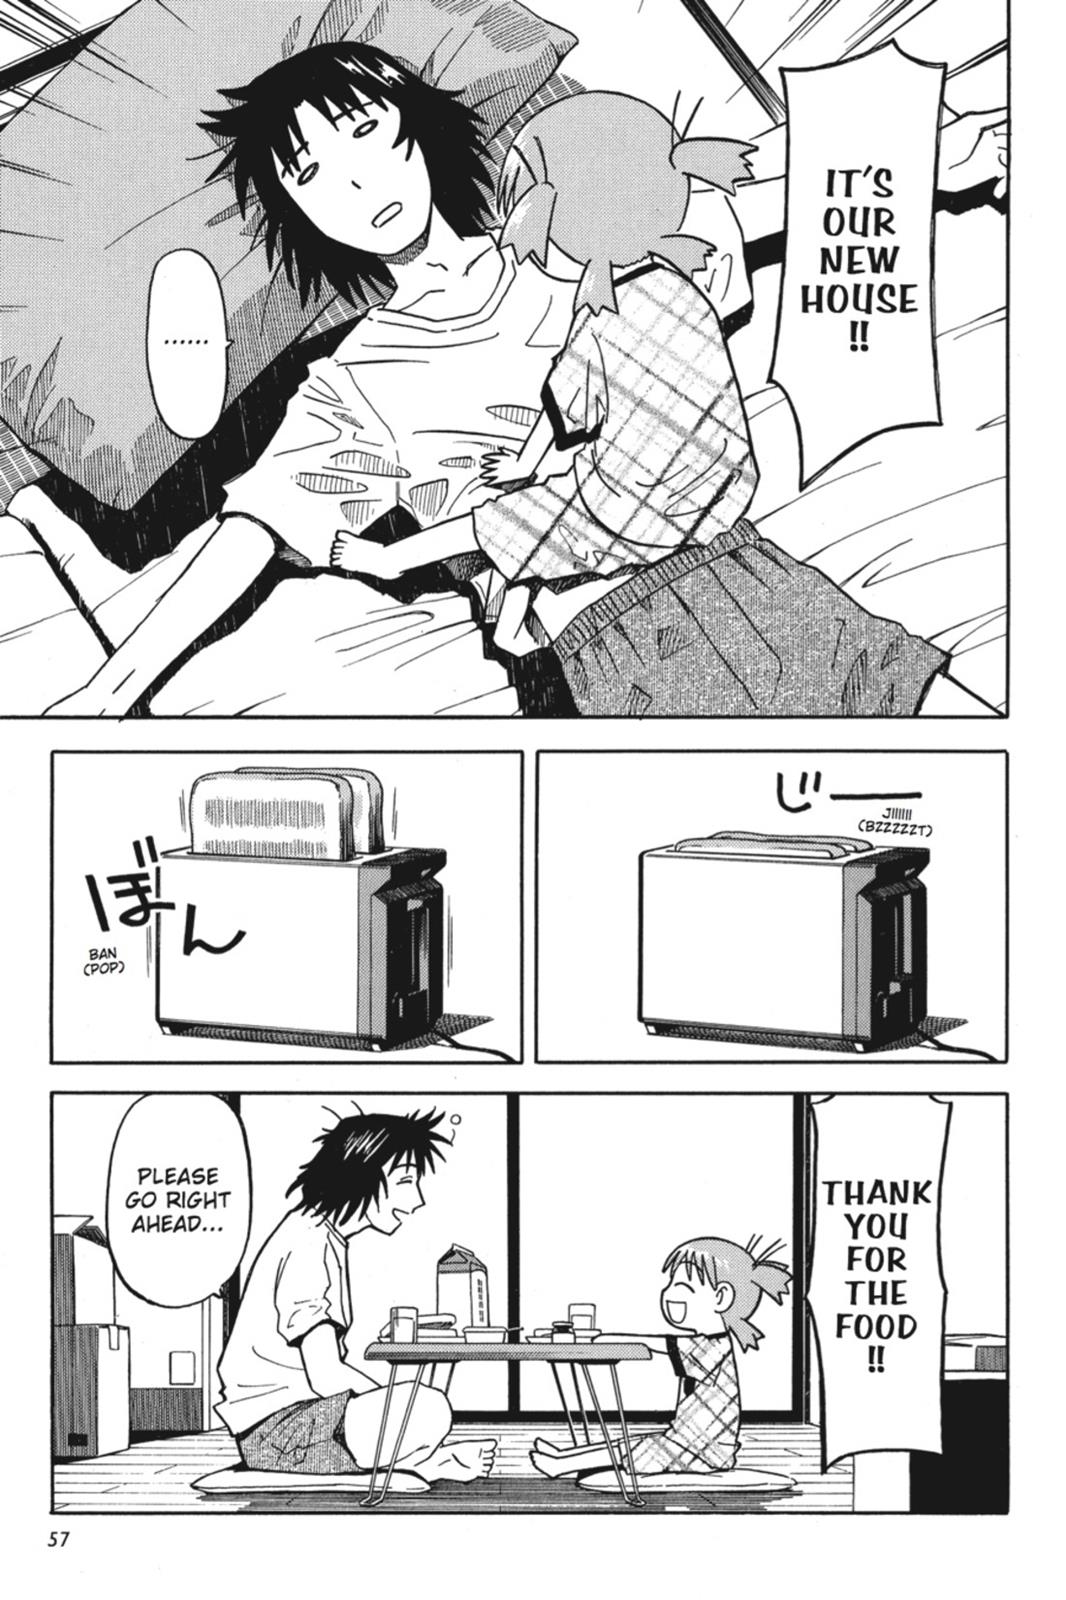 IT'S
OUR
NEW
HOUSE
!!
......
じー
JIIIIII
(BZZZZZT)
ぼん
BAN
(POP)
THANK
YOU
FOR
THE
FOOD
!!
PLEASE
GO RIGHT
AHEAD...
57